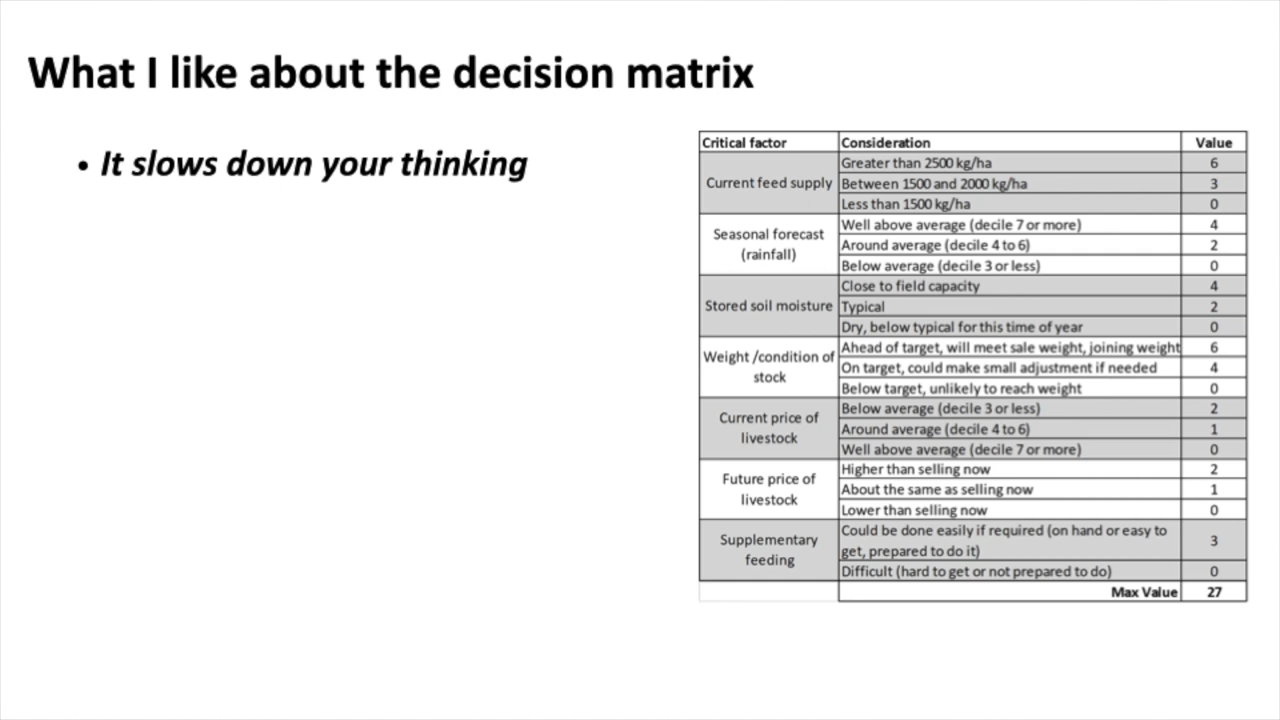 What I like about the decision matrix
• It slows down your thinking
Critical factor Consideration Value
Current feed supply
Greater than 2500 kg/ha 6
Between 1500 and 2000 kg/ha 3
Less than 1500 kg/ha 0
Seasonal forecast
(rainfall)
Well above average (decile 7 or more) 4
Around average (decile 4 to 6) 2
Below average (decile 3 or less) 0
Stored soil moisture
Close to field capacity 4
Typical 2
Dry, below typical for this time of year 0
Weight /condition of
stock
Ahead of target, will meet sale weight, joining weight 6
On target, could make small adjustment if needed 4
Below target, unlikely to reach weight 0
Current price of
livestock
Below average (decile 3 or less) 2
Around average (decile 4 to 6) 1
Well above average (decile 7 or more) 0
Future price of
livestock
Higher than selling now 2
About the same as selling now 1
Lower than selling now 0
Supplementary
feeding
Could be done easily if required (on hand or easy to
get, prepared to do it) 3
Difficult (hard to get or not prepared to do) 0
Max Value 27